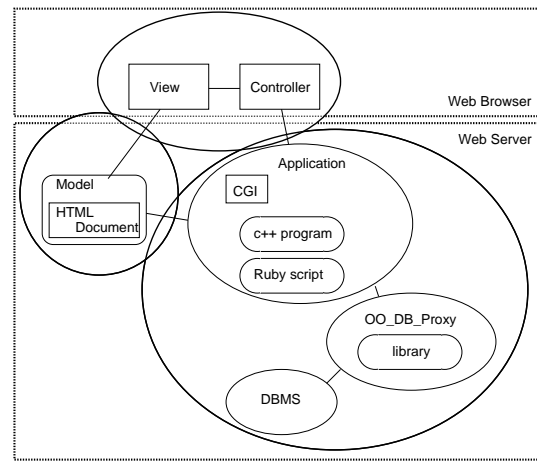 View
Controller
Web Browser
Web Server
Application
Model
CGI
HTML
Document
c++ program
Ruby script
OO_DB_Proxy
library
DBMS